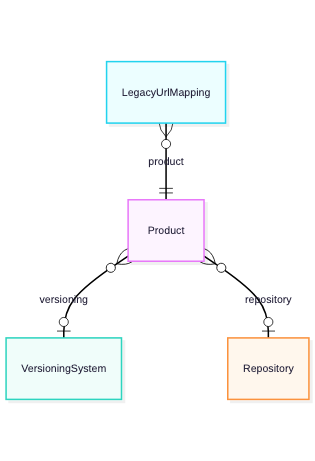 LegacyUrlMapping
product
Product
versioning
repository
VersioningSystem
Repository